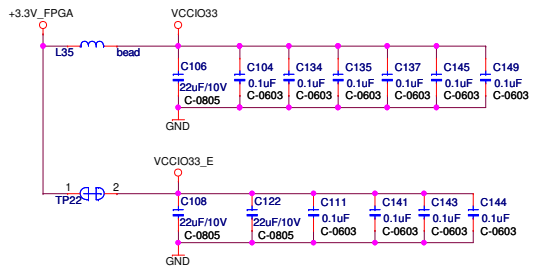 +3.3V_FPGA
VCCIO33
L35 bead
C106 C104 C134 C135 C137 C145 C149
22uF/10V 0.1uF 0.1uF 0.1uF 0.1uF 0.1uF 0.1uF
C-0805 C-0603 C-0603 C-0603 C-0603 C-0603 C-0603
GND
VCCIO33_E
1 2
TP22
C108 C122 C111 C141 C143 C144
22uF/10V 22uF/10V 0.1uF 0.1uF 0.1uF 0.1uF
C-0805 C-0805 C-0603 C-0603 C-0603 C-0603
GND